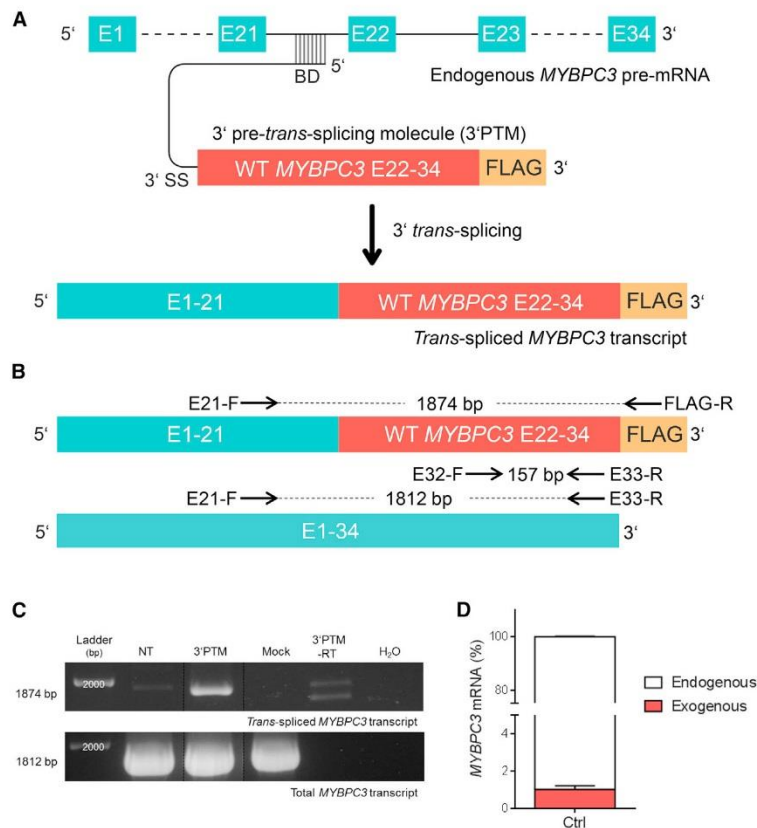 A
5‘ E1 E21 E22 E23 E34 3‘
BD 5‘ Endogenous MYBPC3 pre-mRNA
3‘ pre-trans-splicing molecule (3‘PTM)
3‘ SS WT MYBPC3 E22-34 FLAG 3‘
3‘ trans-splicing
5‘ E1-21 WT MYBPC3 E22-34 FLAG 3‘
Trans-spliced MYBPC3 transcript
B
E21-F 1874 bp FLAG-R
E1-21 WT MYBPC3 E22-34 FLAG 3‘
E32-F 157 bp E33-R
E21-F 1812 bp E33-R
5‘ E1-34 3‘
C
Ladder (bp) NT 3‘PTM Mock 3‘PTM -RT H2O
2000
1874 bp
Trans-spliced MYBPC3 transcript
2000
1812 bp
Total MYBPC3 transcript
D
MYBPC3 mRNA (%)
100
80
4
2
0
Ctrl
Endogenous
Exogenous